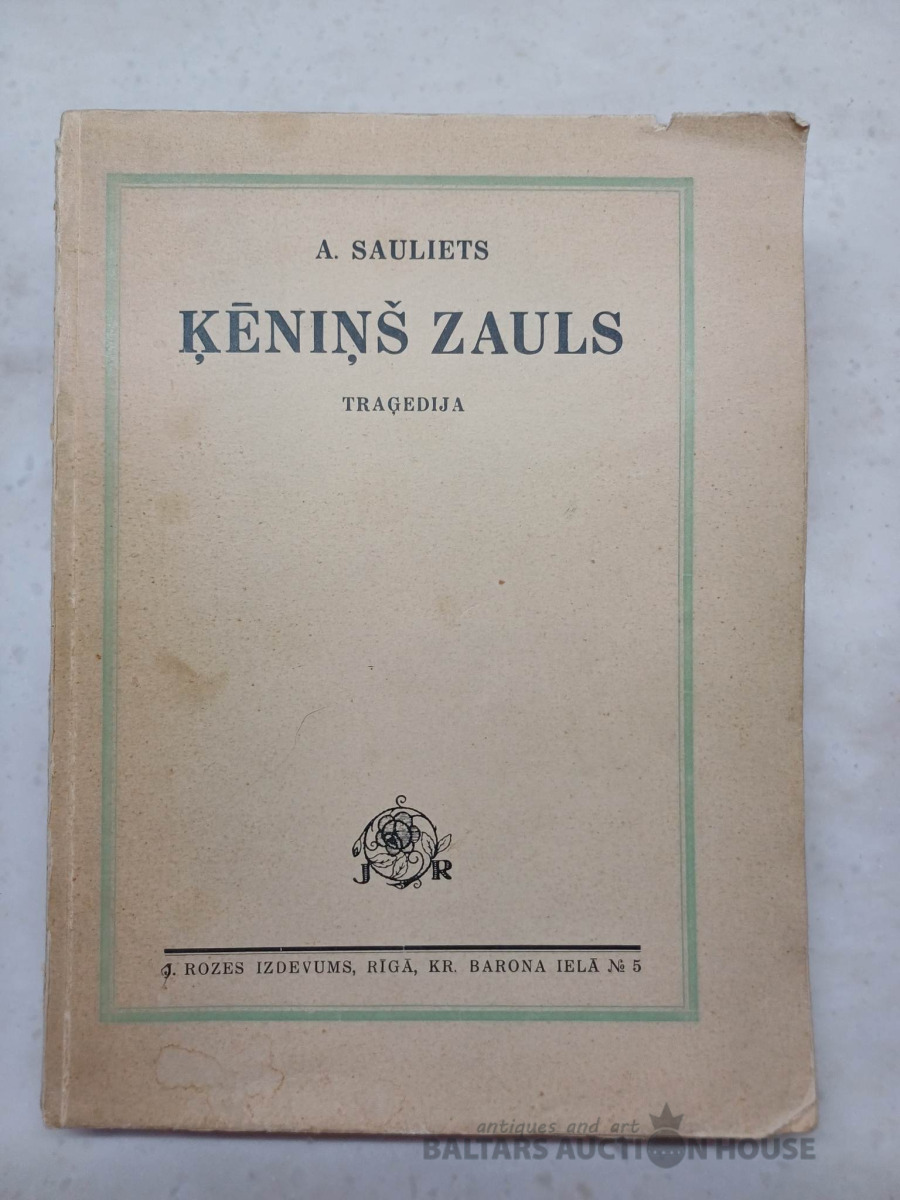 A. SAULIETS
ĶĒNIŅŠ ZAULS
TRAĢEDIJA
J R
J. ROZES IZDEVUMS, RĪGĀ, KR. BARONA IELĀ № 5
antiques and art
BALTARS AUCTION HOUSE